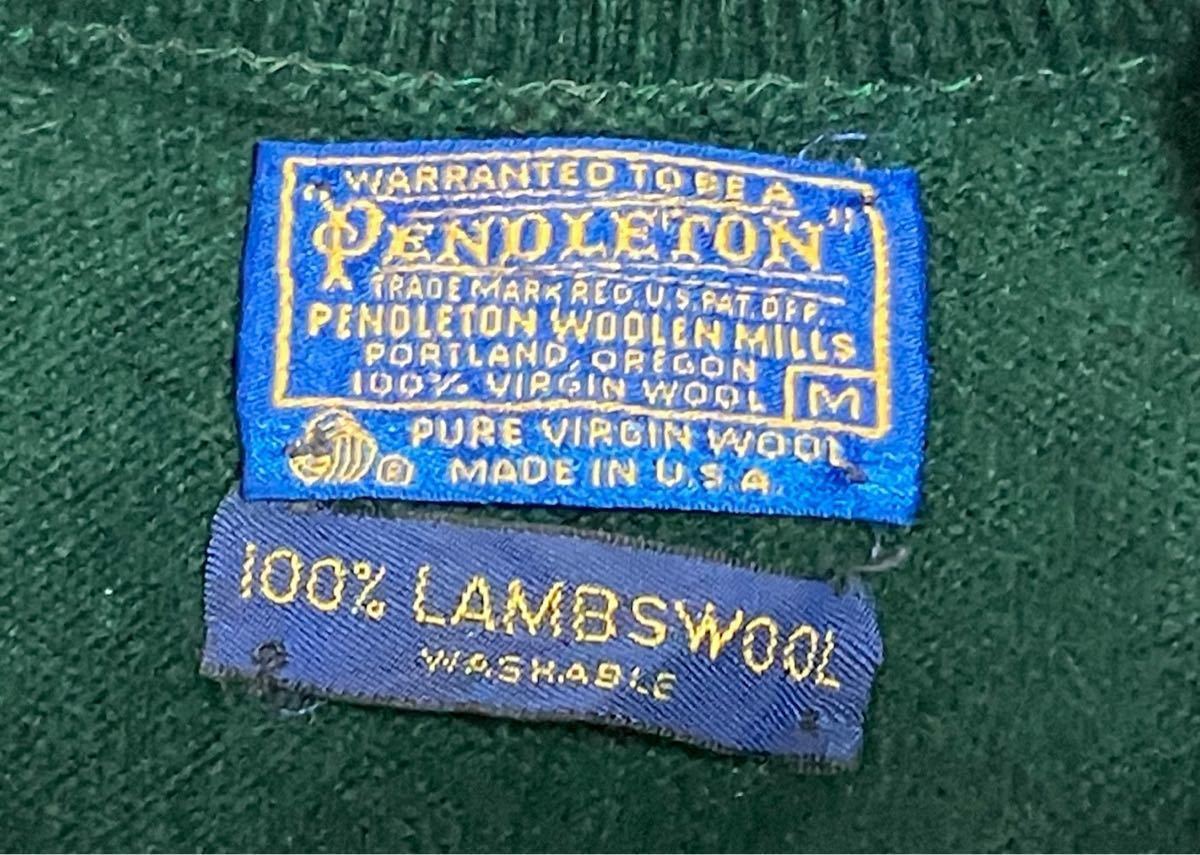 WARRANTED TO BE A
"PENDLETON"
TRADE MARK REG. U.S. PAT. OFF.
PENDLETON WOOLEN MILLS
PORTLAND, OREGON
100% VIRGIN WOOL M
® PURE VIRGIN WOOL
MADE IN U.S.A.
100% LAMBSWOOL
WASHABLE